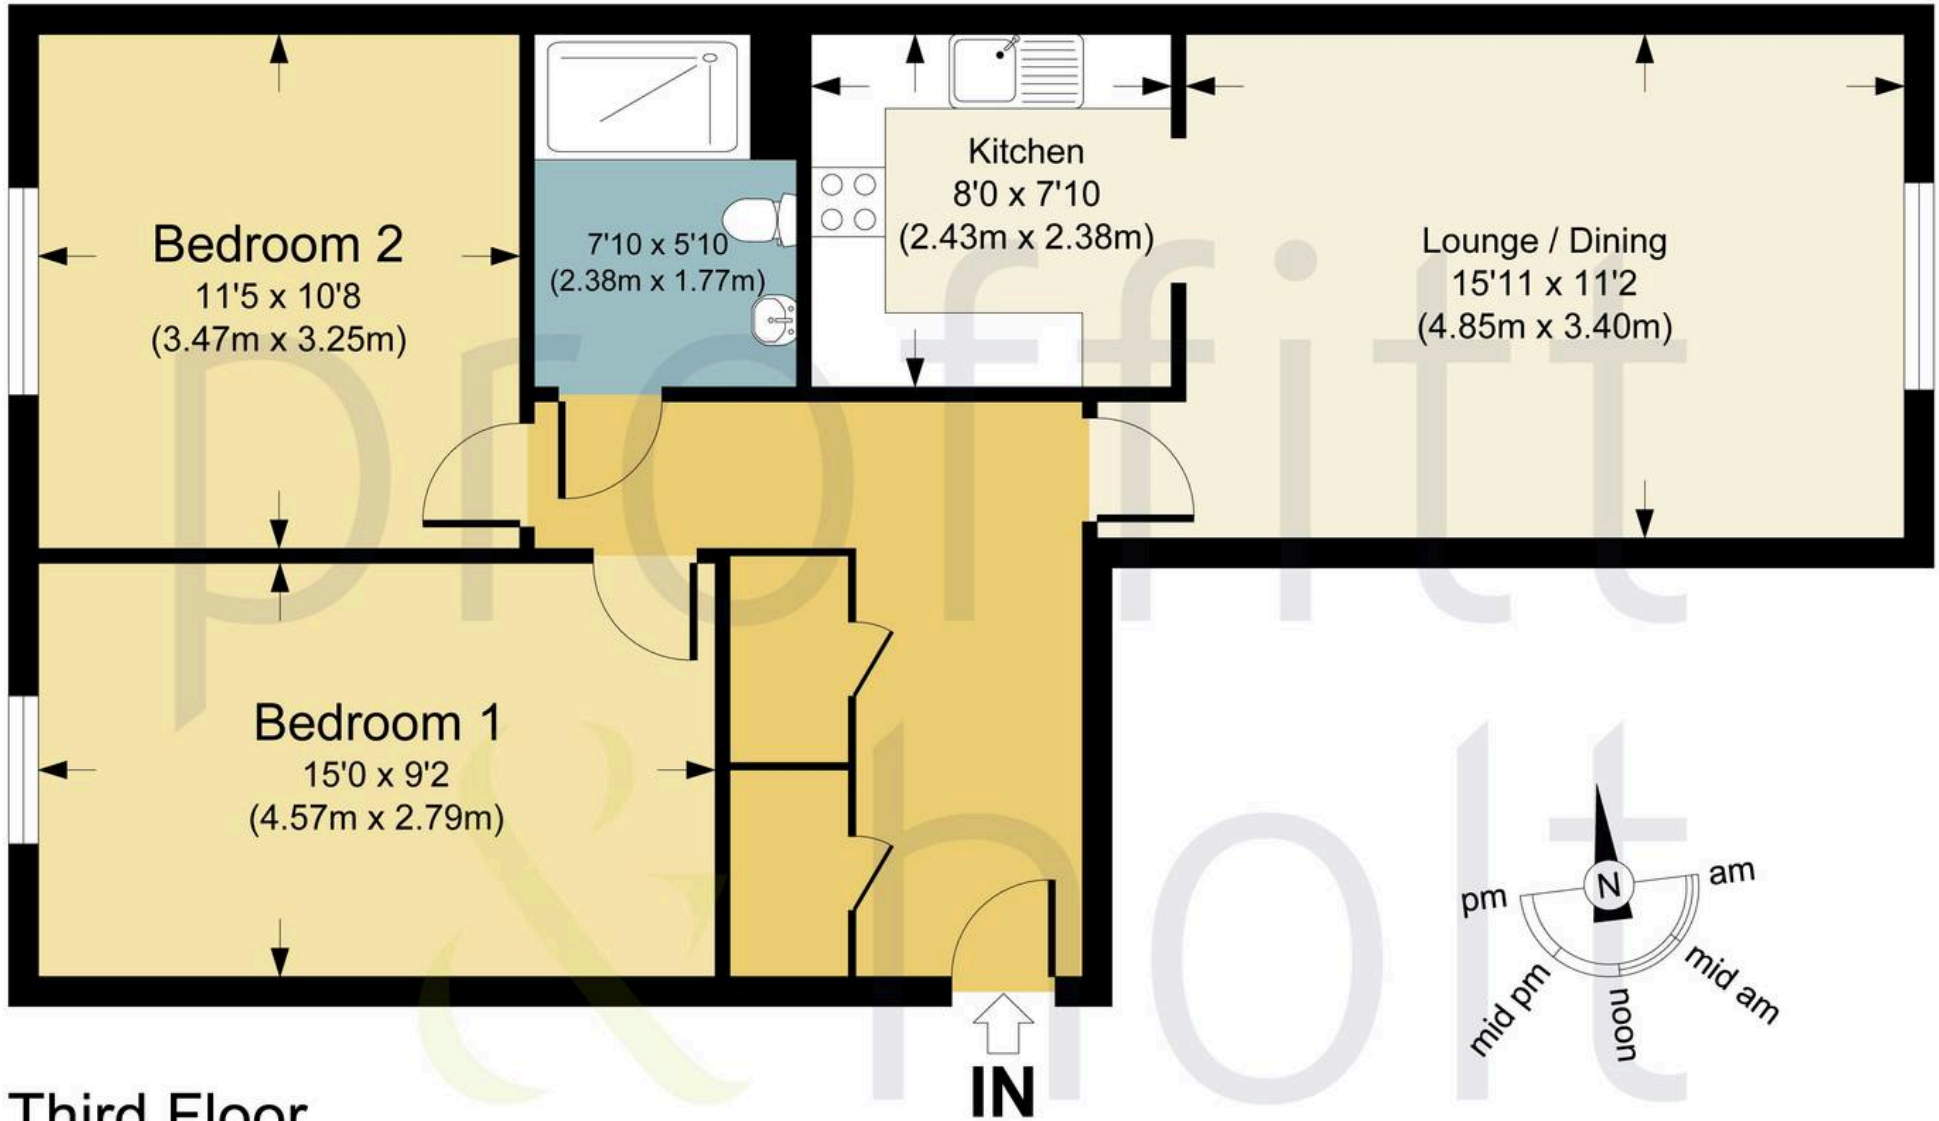 Bedroom 2
11'5 x 10'8
(3.47m x 3.25m)
7'10 x 5'10
(2.38m x 1.77m)
Kitchen
8'0 x 7'10
(2.43m x 2.38m)
Lounge / Dining
15'11 x 11'2
(4.85m x 3.40m)
Bedroom 1
15'0 x 9'2
(4.57m x 2.79m)
proffitt
& holt
N
am
pm
mid am
mid pm
noon
IN
Third Floor